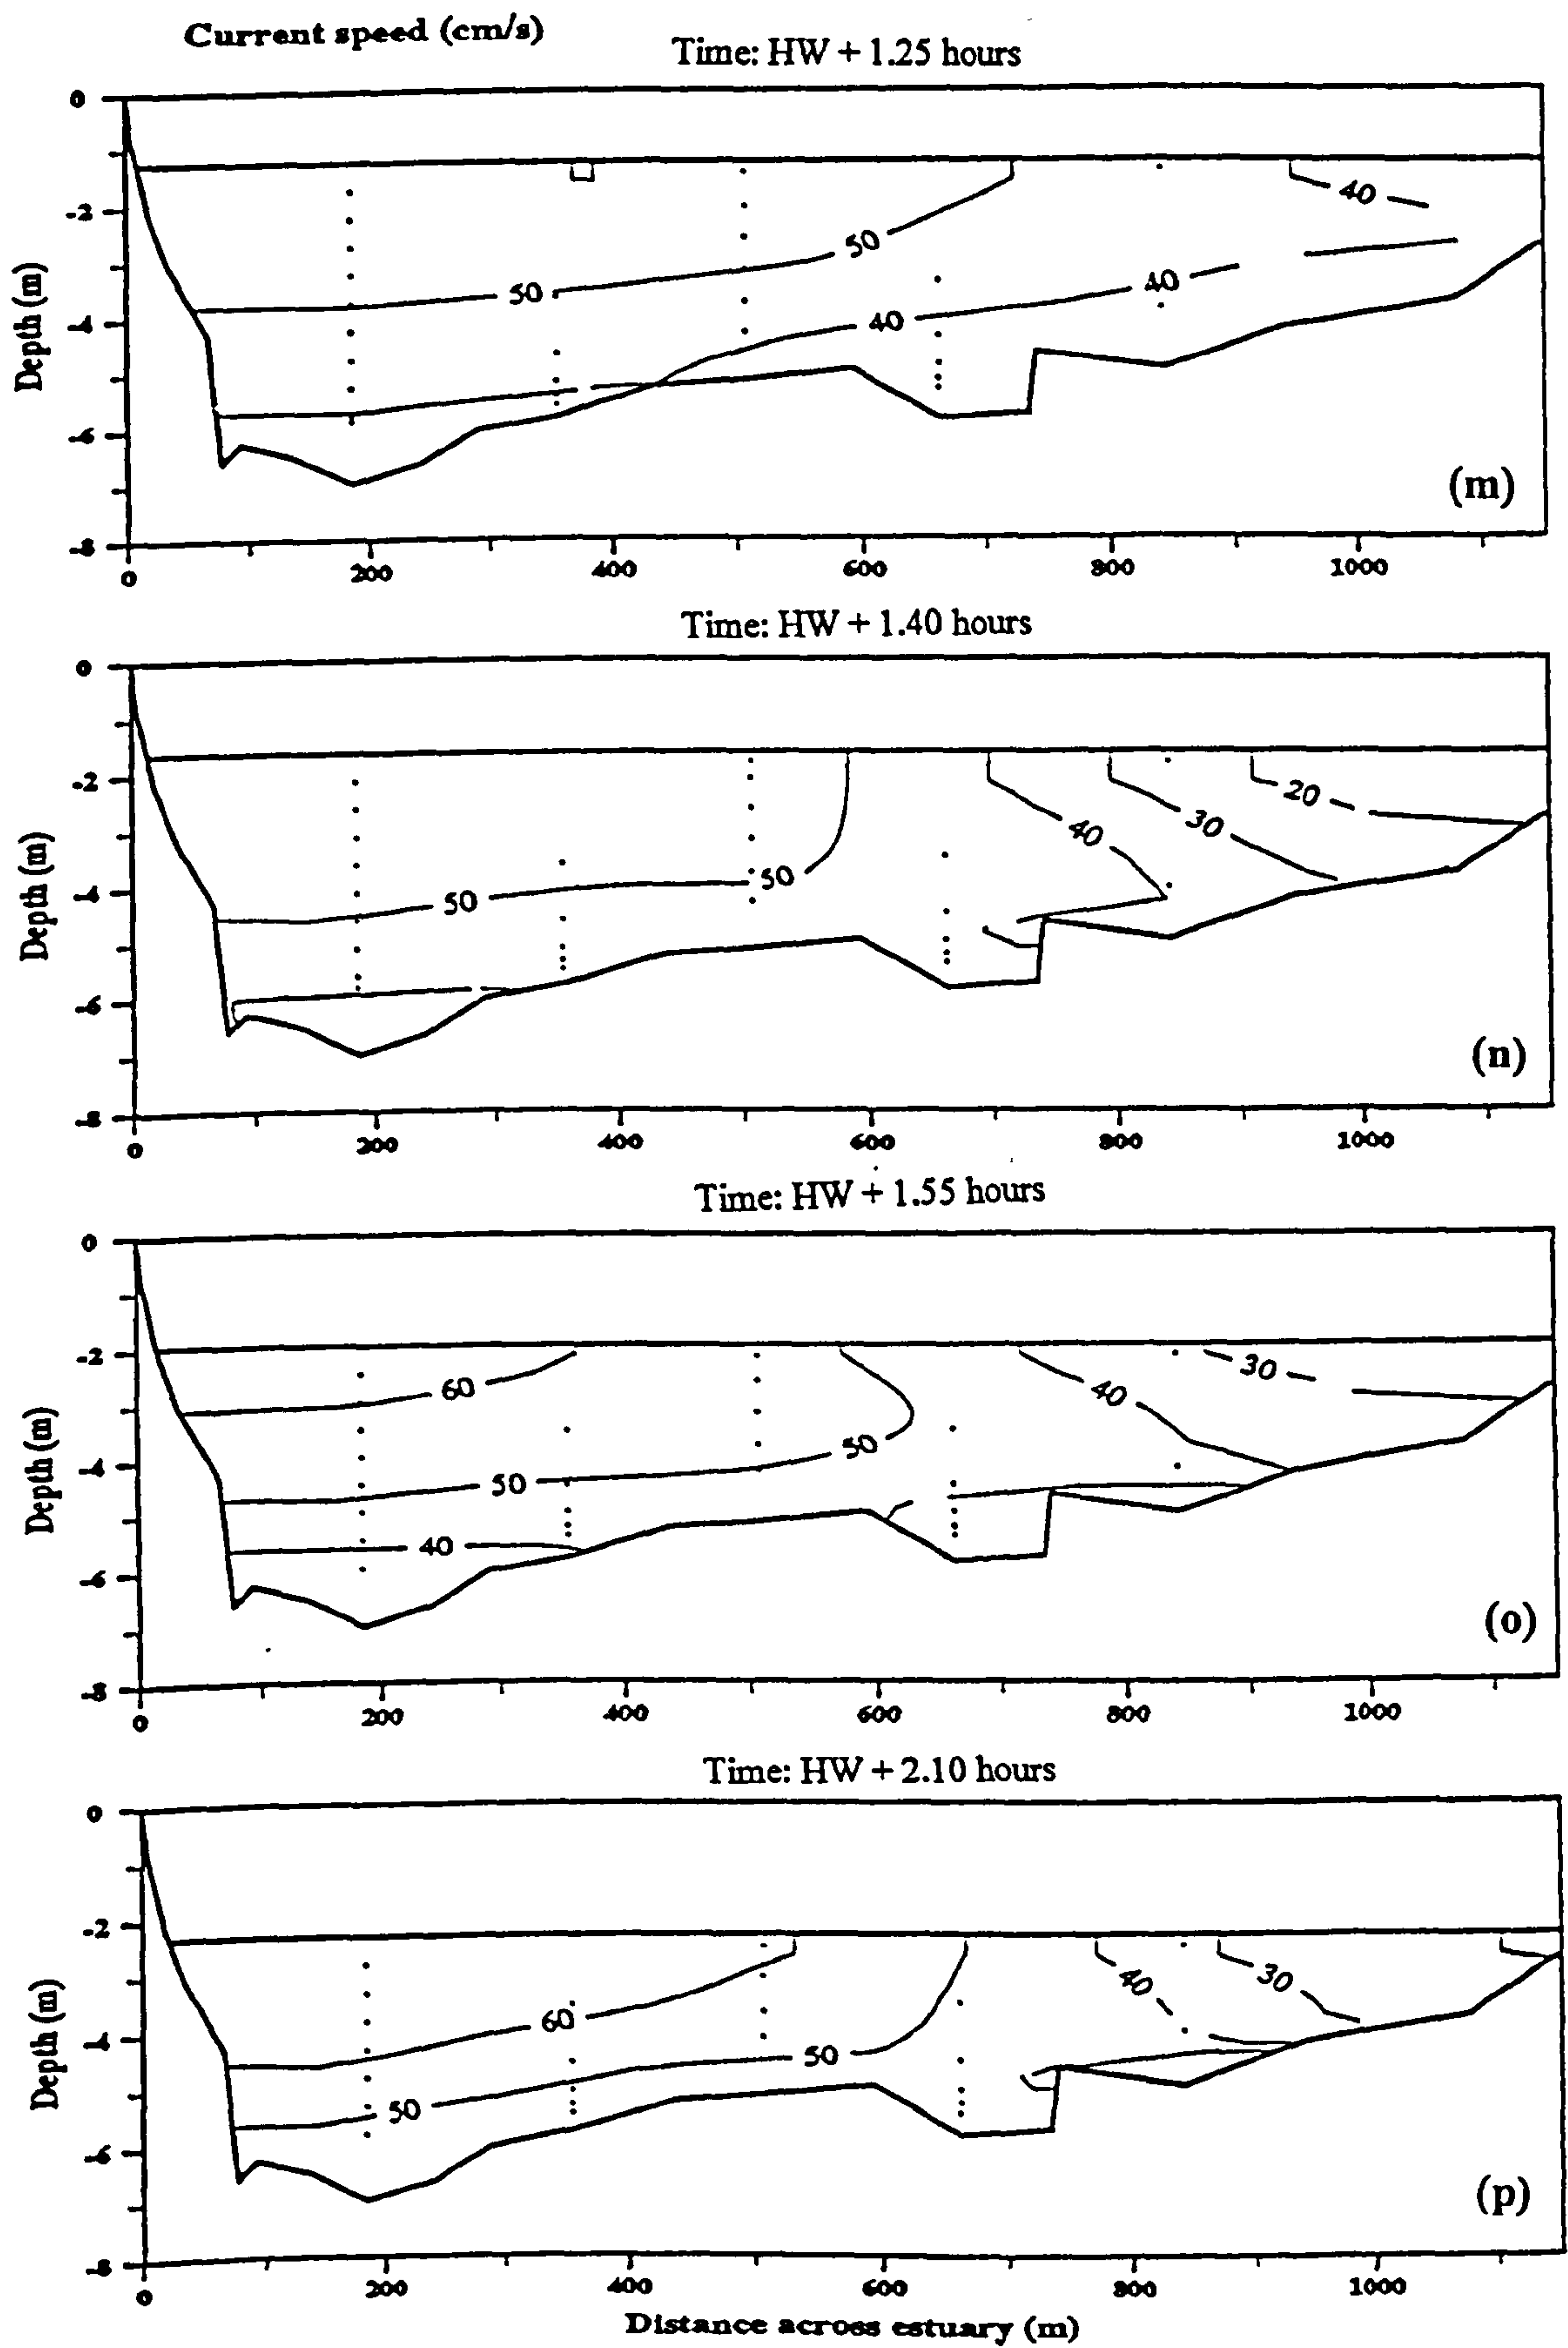 Current speed (cm/s)
Time: HW + 1.25 hours
0
-2
-4
-6
-8
Depth (m)
50
50
40
40
40
(m)
0 200 400 600 800 1000
Time: HW + 1.40 hours
0
-2
-4
-6
-8
Depth (m)
50
50
40
30
20
(n)
0 200 400 600 800 1000
Time: HW + 1.55 hours
0
-2
-4
-6
-8
Depth (m)
60
50
50
40
40
30
(o)
0 200 400 600 800 1000
Time: HW + 2.10 hours
0
-2
-4
-6
-8
Depth (m)
60
50
50
40
30
(p)
0 200 400 600 800 1000
Distance across estuary (m)